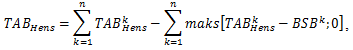 TAB_{Hens} = \sum_{k=1}^{n} TAB_{Hens}^{k} - \sum_{k=1}^{n} maks[TAB_{Hens}^{k} - BSB^{k}; 0],